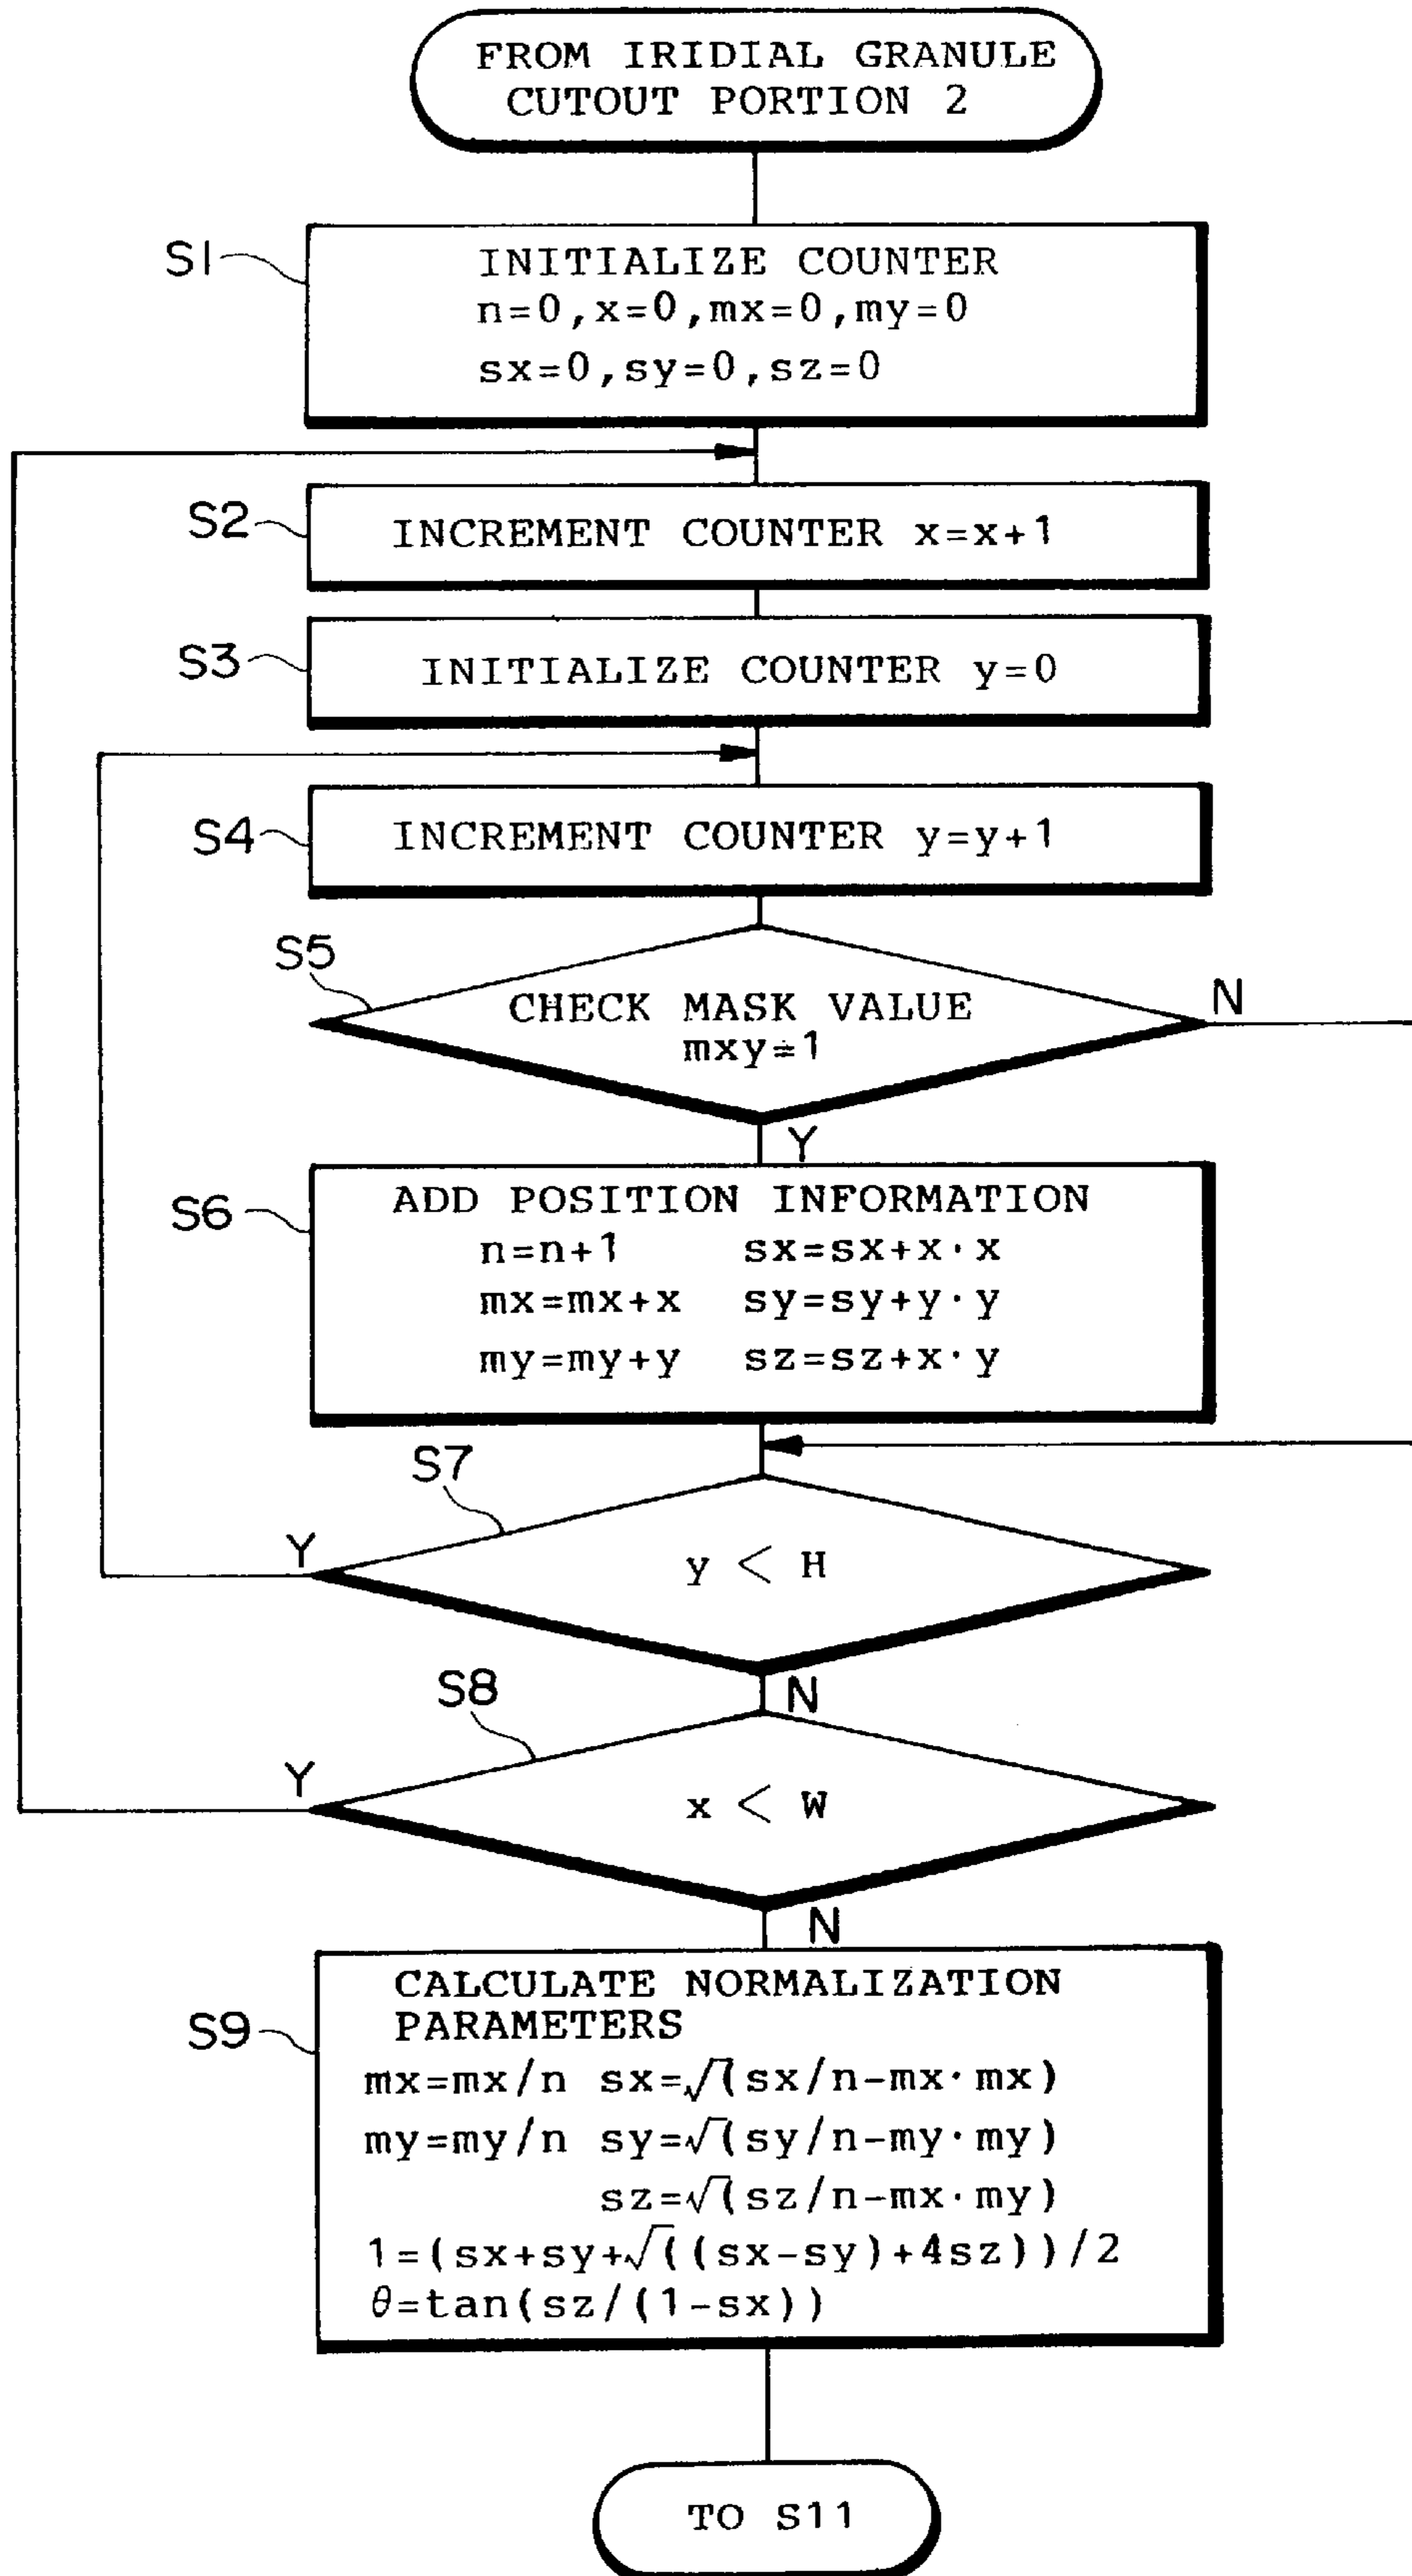 FROM IRIDIAL GRANULE
CUTOUT PORTION 2
S1
INITIALIZE COUNTER
n=0,x=0,mx=0,my=0
sx=0,sy=0,sz=0
S2
INCREMENT COUNTER x=x+1
S3
INITIALIZE COUNTER y=0
S4
INCREMENT COUNTER y=y+1
S5
CHECK MASK VALUE
mxy=1
N
Y
S6
ADD POSITION INFORMATION
n=n+1 sx=sx+x·x
mx=mx+x sy=sy+y·y
my=my+y sz=sz+x·y
S7
Y
y < H
N
S8
Y
x < W
N
S9
CALCULATE NORMALIZATION
PARAMETERS
mx=mx/n sx=√(sx/n-mx·mx)
my=my/n sy=√(sy/n-my·my)
sz=√(sz/n-mx·my)
1=(sx+sy+√((sx-sy)+4sz))/2
θ=tan(sz/(1-sx))
TO S11